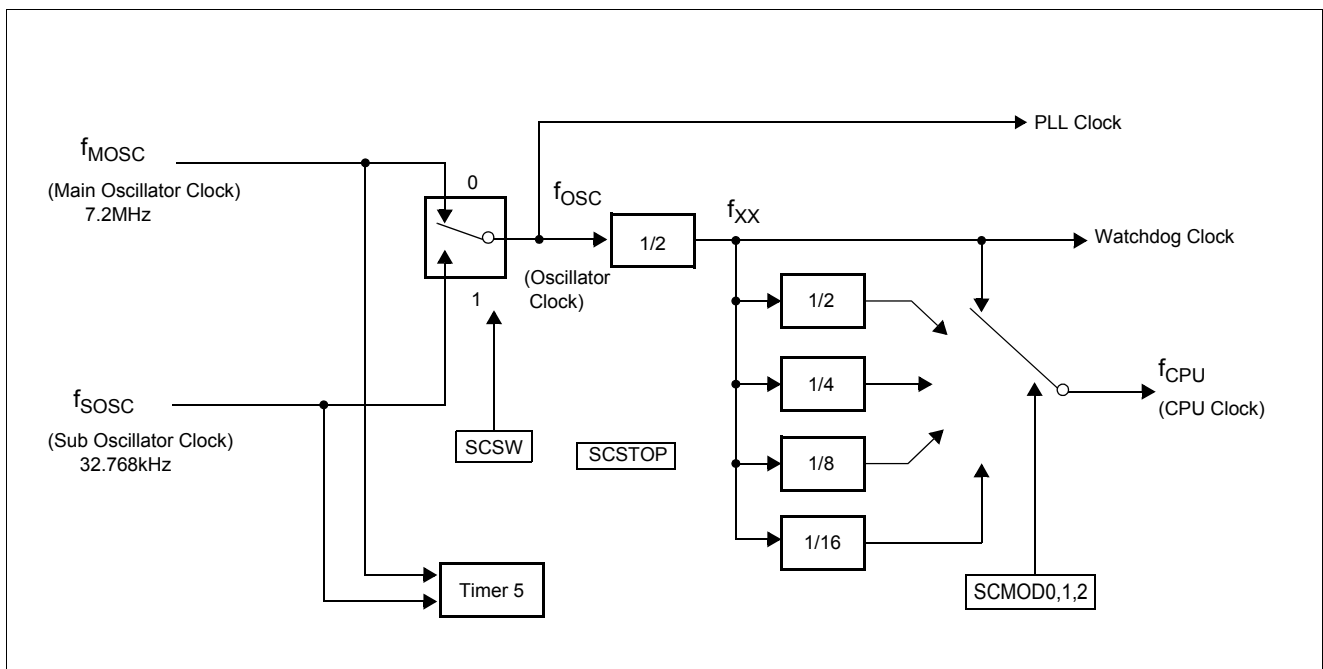 PLL Clock
fMOSC
(Main Oscillator Clock)
7.2MHz
0
fOSC
1/2
fXX
Watchdog Clock
(Oscillator
Clock)
1
1/2
1/4
1/8
1/16
fCPU
(CPU Clock)
fSOSC
(Sub Oscillator Clock)
32.768kHz
SCSW
SCSTOP
Timer 5
SCMOD0,1,2